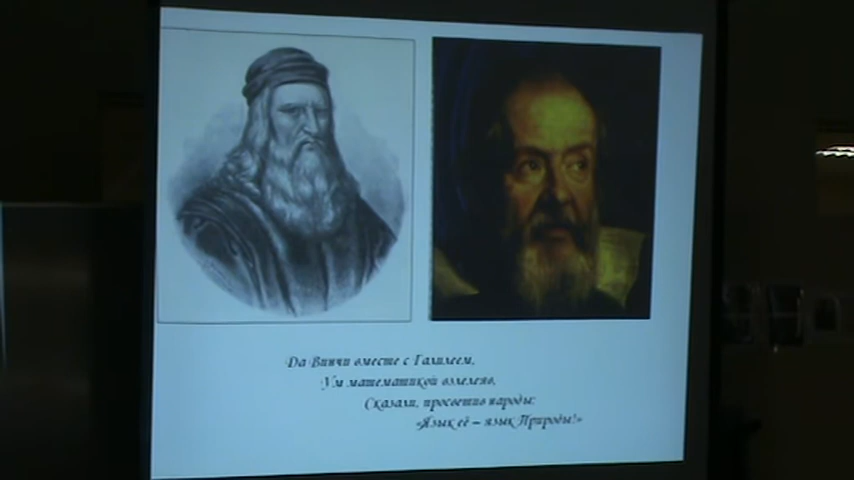 Да Винчи вместе с Галилеем,
Ум математикой взлелеяв,
Сказали, просветив народы:
«Язык её – язык Природы!»